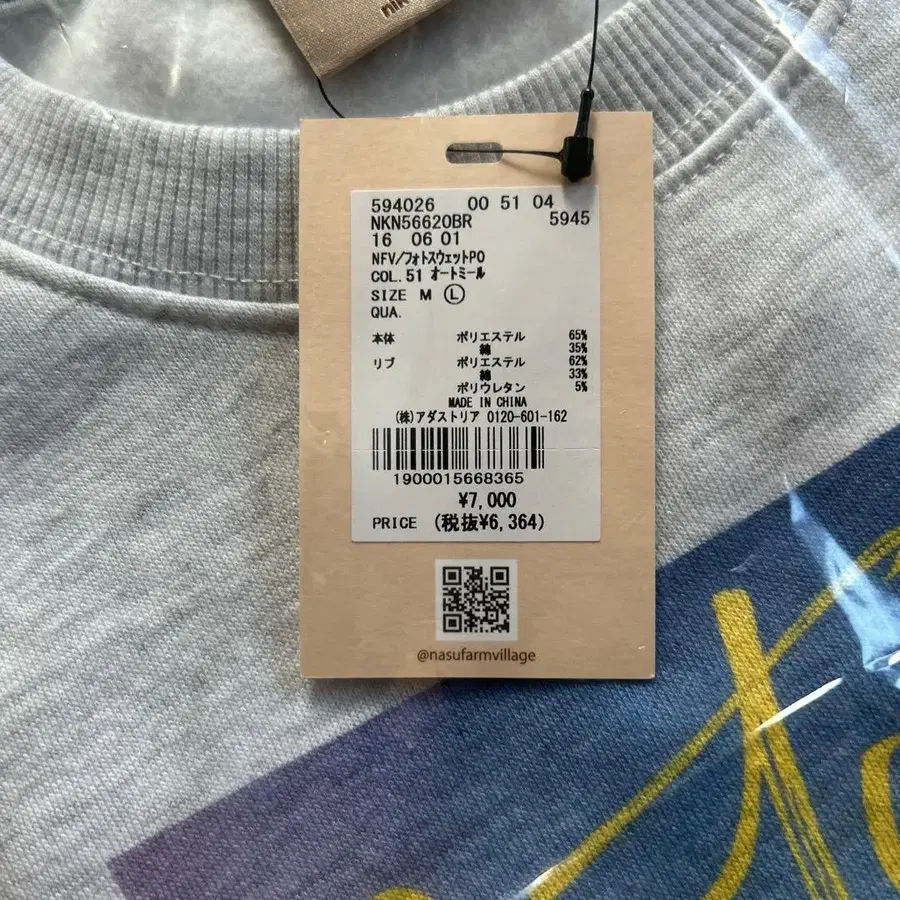 nik
594026 00 51 04
NKN56620BR 5945
16 06 01
NFV/フォトスウェットPO
COL.51 オートミール
SIZE M Ⓛ
QUA.
本体 ポリエステル 65%
綿 35%
リブ ポリエステル 62%
綿 33%
ポリウレタン 5%
MADE IN CHINA
(株)アダストリア 0120-601-162
1900015668365
¥7,000
PRICE (税抜¥6,364)
@nasufarmvillage